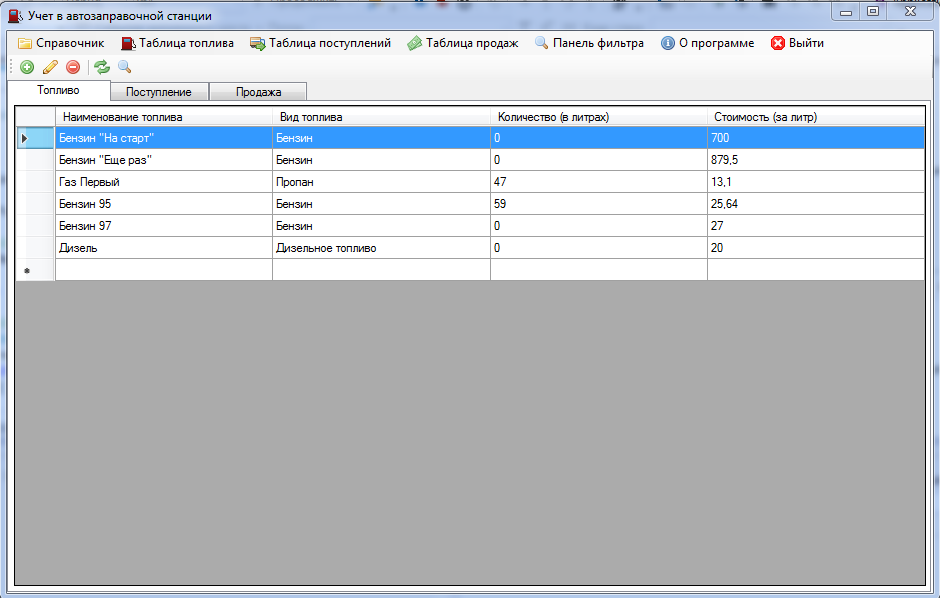 Учет в автозаправочной станции
Справочник Таблица топлива Таблица поступлений Таблица продаж Панель фильтра О программе Выйти
Топливо Поступление Продажа
Наименование топлива Вид топлива Количество (в литрах) Стоимость (за литр)
Бензин "На старт" Бензин 0 700
Бензин "Еще раз" Бензин 0 879,5
Газ Первый Пропан 47 13,1
Бензин 95 Бензин 59 25,64
Бензин 97 Бензин 0 27
Дизель Дизельное топливо 0 20